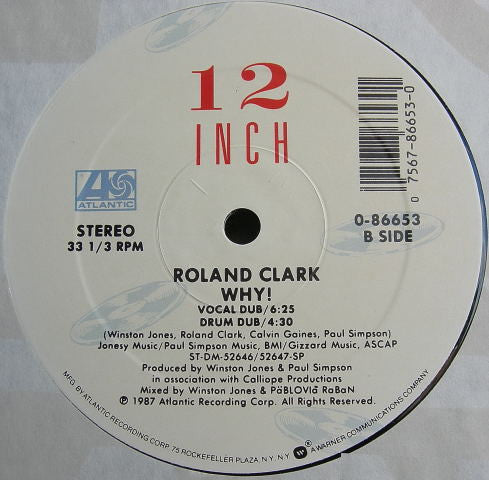 12
INCH
0 7567-86653-0
ATLANTIC
STEREO
33 1/3 RPM
0-86653
B SIDE
ROLAND CLARK
WHY!
VOCAL DUB/6:25
DRUM DUB/4:30
(Winston Jones, Roland Clark, Calvin Gaines, Paul Simpson)
Jonesy Music/Paul Simpson Music, BMI/Gizzard Music, ASCAP
ST-DM-52646/52647-SP
Produced by Winston Jones & Paul Simpson
in association with Calliope Productions
Mixed by Winston Jones & PäBLOVIä RaBaN
℗ 1987 Atlantic Recording Corp. All Rights Reserved.
MFG. BY ATLANTIC RECORDING CORP. 75 ROCKEFELLER PLAZA, N.Y. N.Y. A WARNER COMMUNICATIONS COMPANY